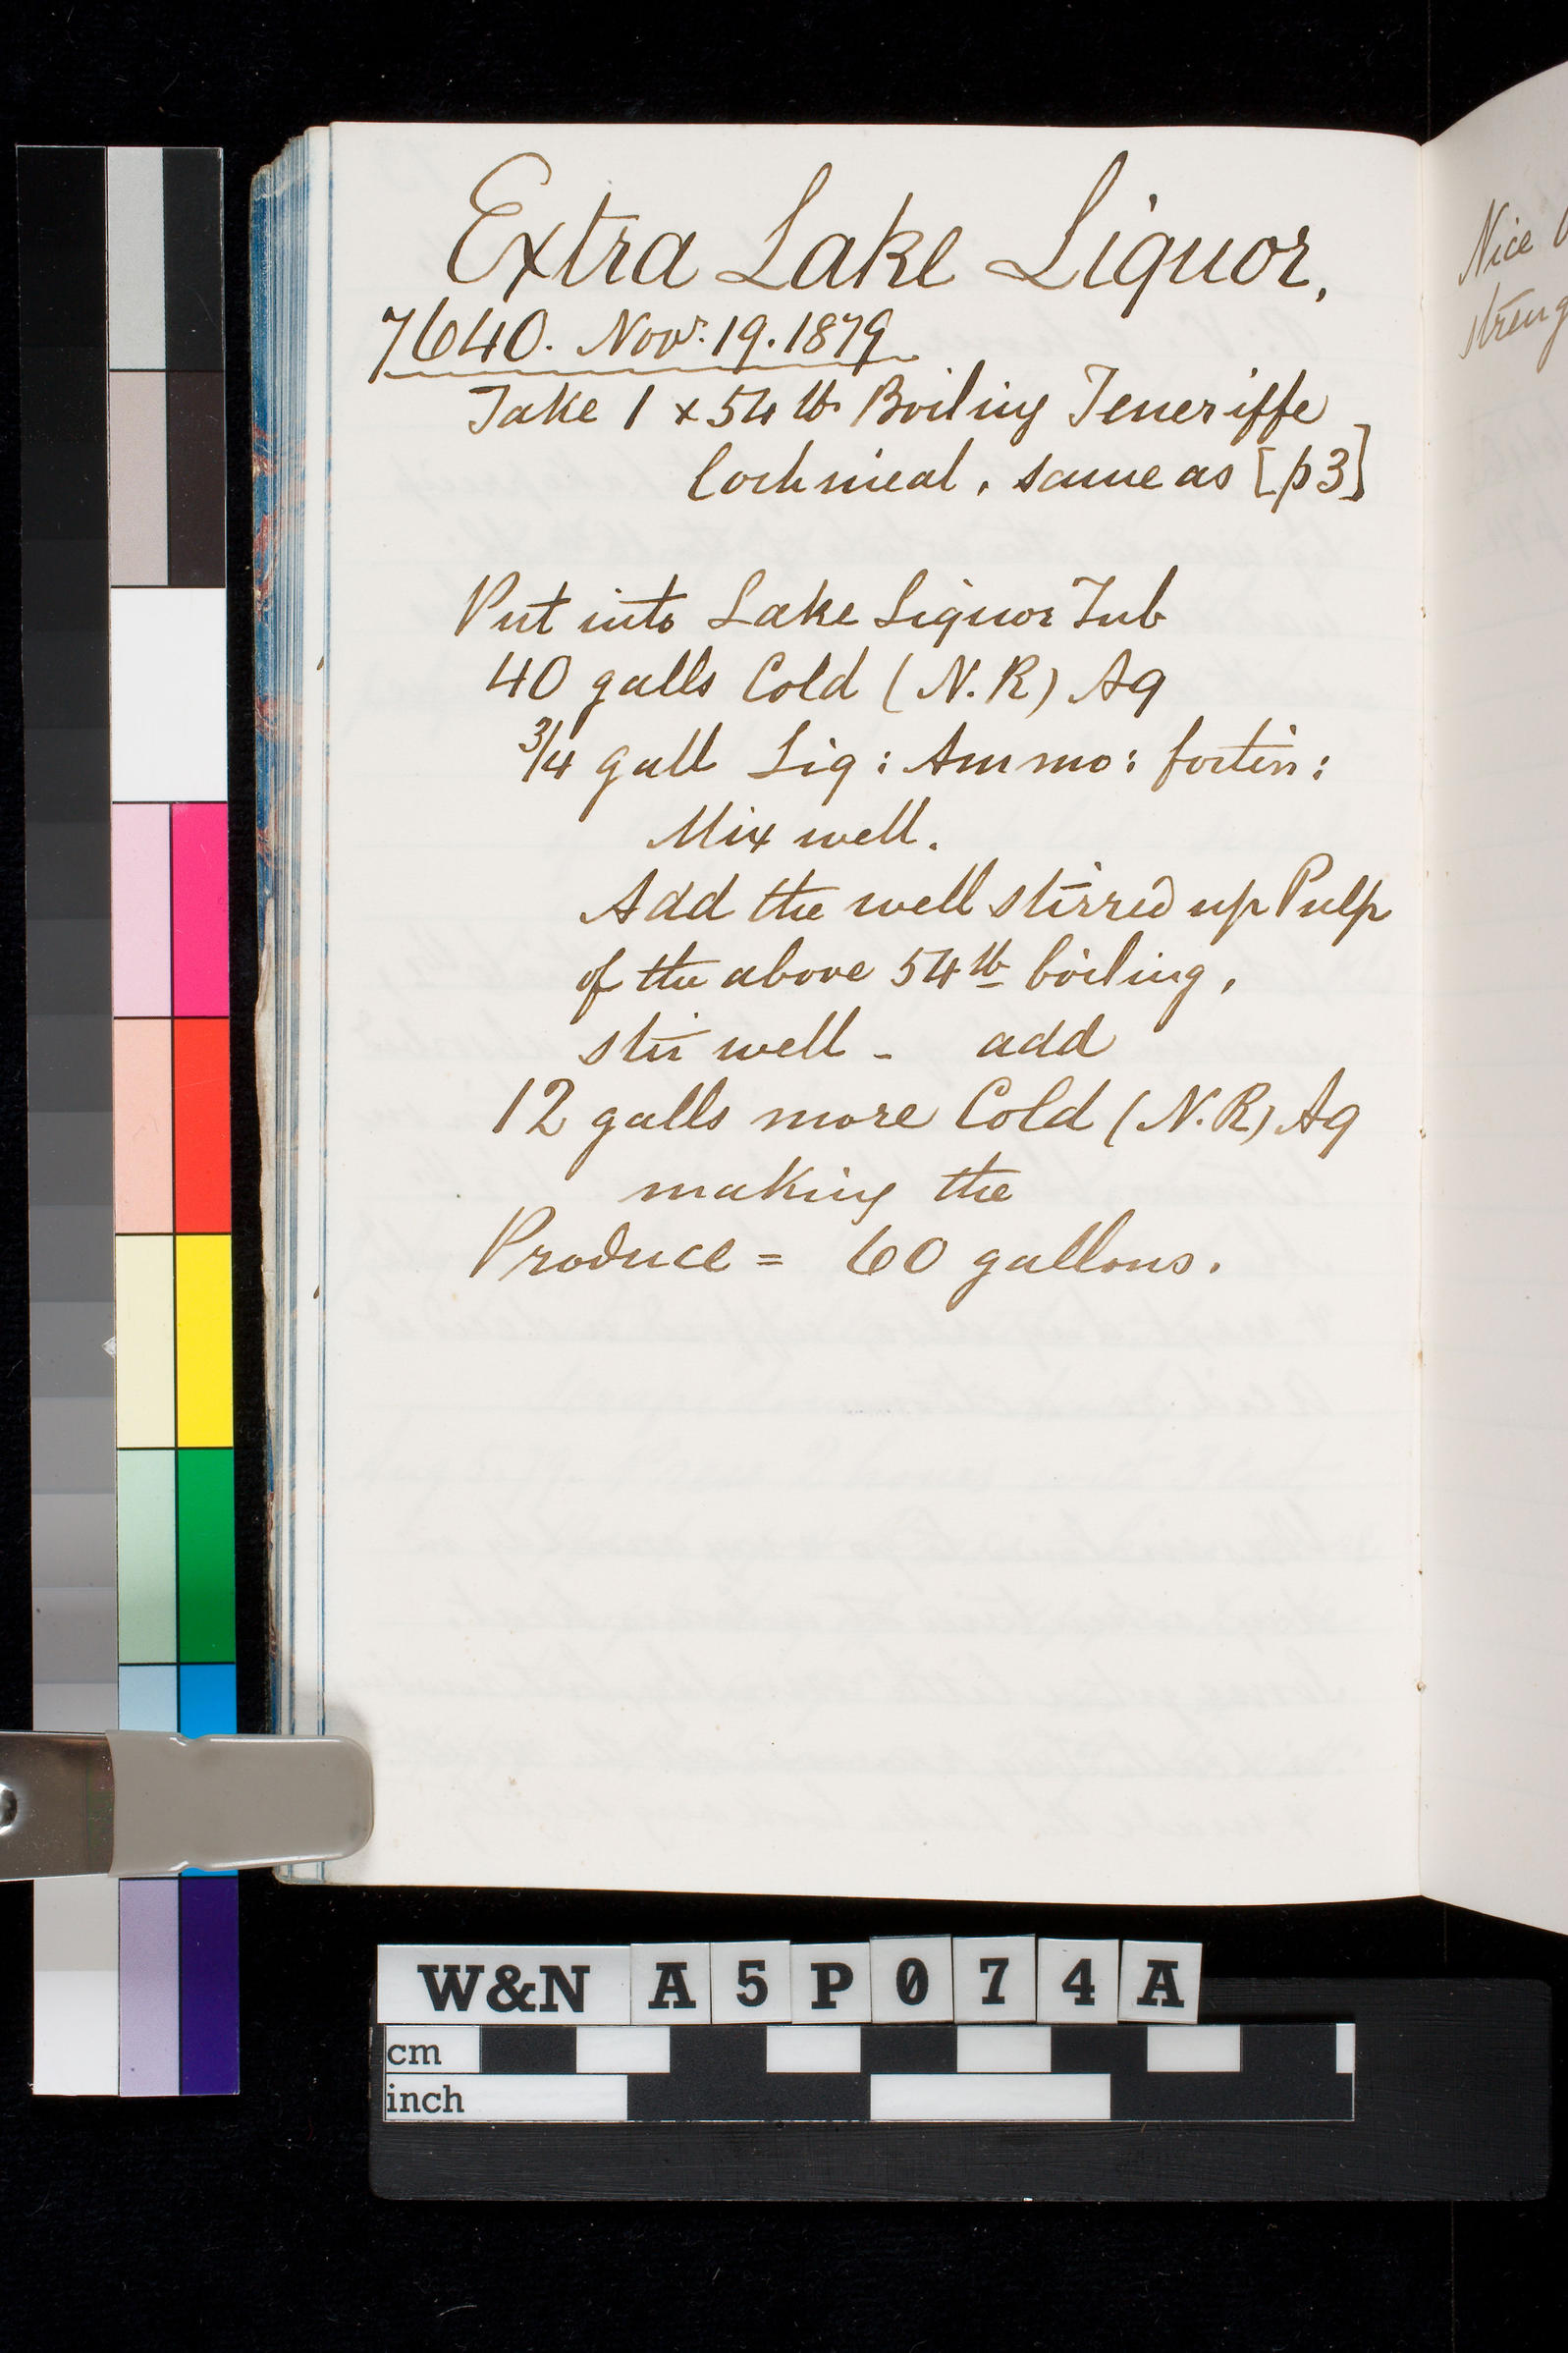 Extra Lake Liquor.
7640. Novr. 19. 1879
Take 1 x 54 lb Boiling Teneriffe
Cochineal, same as [p3]
Put into Lake Liquor Tub
40 galls Cold (N.R) Aq
3/4 gall Liq: Ammo: fortis:
Mix well.
Add the well stirred up Pulp
of the above 54 lb boiling,
stir well - add
12 galls more Cold (N.R) Aq
making the
Produce = 60 gallons.
Nice
W&N A5P074A
cm
inch